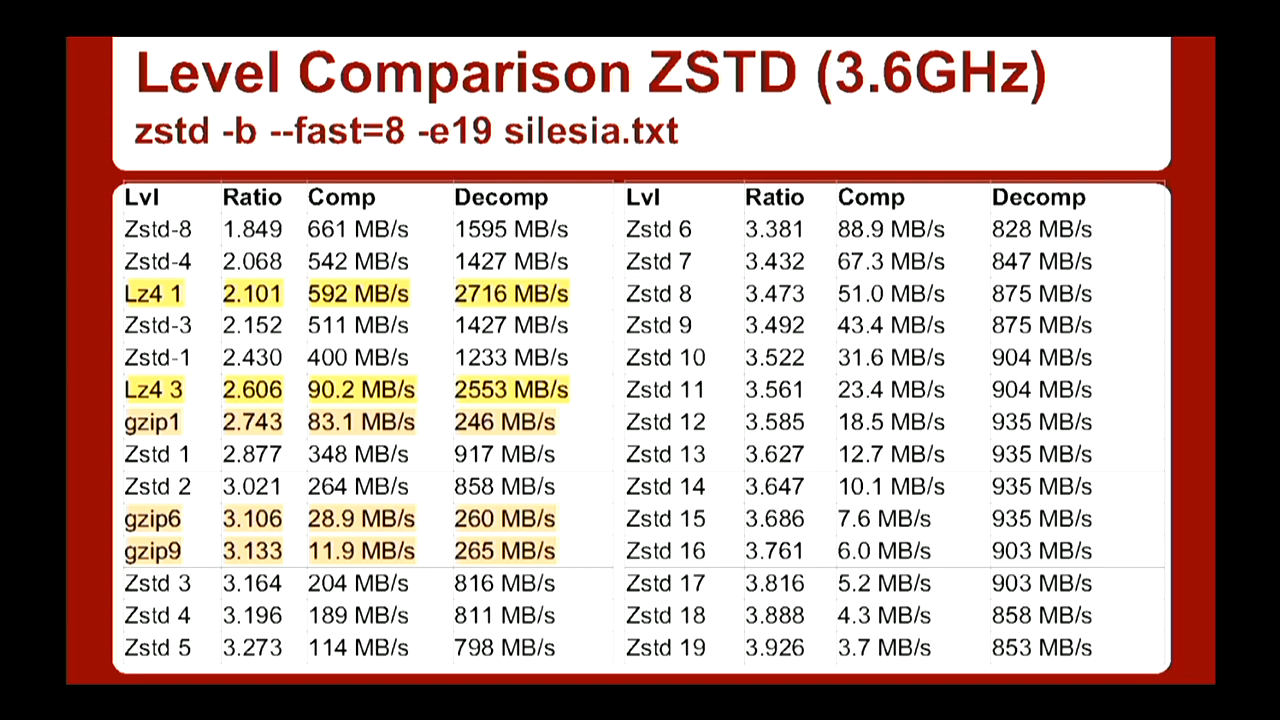 Level Comparison ZSTD (3.6GHz)
zstd -b --fast=8 -e19 silesia.txt
Lvl Ratio Comp Decomp Lvl Ratio Comp Decomp
Zstd-8 1.849 661 MB/s 1595 MB/s Zstd 6 3.381 88.9 MB/s 828 MB/s
Zstd-4 2.068 542 MB/s 1427 MB/s Zstd 7 3.432 67.3 MB/s 847 MB/s
Lz4 1 2.101 592 MB/s 2716 MB/s Zstd 8 3.473 51.0 MB/s 875 MB/s
Zstd-3 2.152 511 MB/s 1427 MB/s Zstd 9 3.492 43.4 MB/s 875 MB/s
Zstd-1 2.430 400 MB/s 1233 MB/s Zstd 10 3.522 31.6 MB/s 904 MB/s
Lz4 3 2.606 90.2 MB/s 2553 MB/s Zstd 11 3.561 23.4 MB/s 904 MB/s
gzip1 2.743 83.1 MB/s 246 MB/s Zstd 12 3.585 18.5 MB/s 935 MB/s
Zstd 1 2.877 348 MB/s 917 MB/s Zstd 13 3.627 12.7 MB/s 935 MB/s
Zstd 2 3.021 264 MB/s 858 MB/s Zstd 14 3.647 10.1 MB/s 935 MB/s
gzip6 3.106 28.9 MB/s 260 MB/s Zstd 15 3.686 7.6 MB/s 935 MB/s
gzip9 3.133 11.9 MB/s 265 MB/s Zstd 16 3.761 6.0 MB/s 903 MB/s
Zstd 3 3.164 204 MB/s 816 MB/s Zstd 17 3.816 5.2 MB/s 903 MB/s
Zstd 4 3.196 189 MB/s 811 MB/s Zstd 18 3.888 4.3 MB/s 858 MB/s
Zstd 5 3.273 114 MB/s 798 MB/s Zstd 19 3.926 3.7 MB/s 853 MB/s